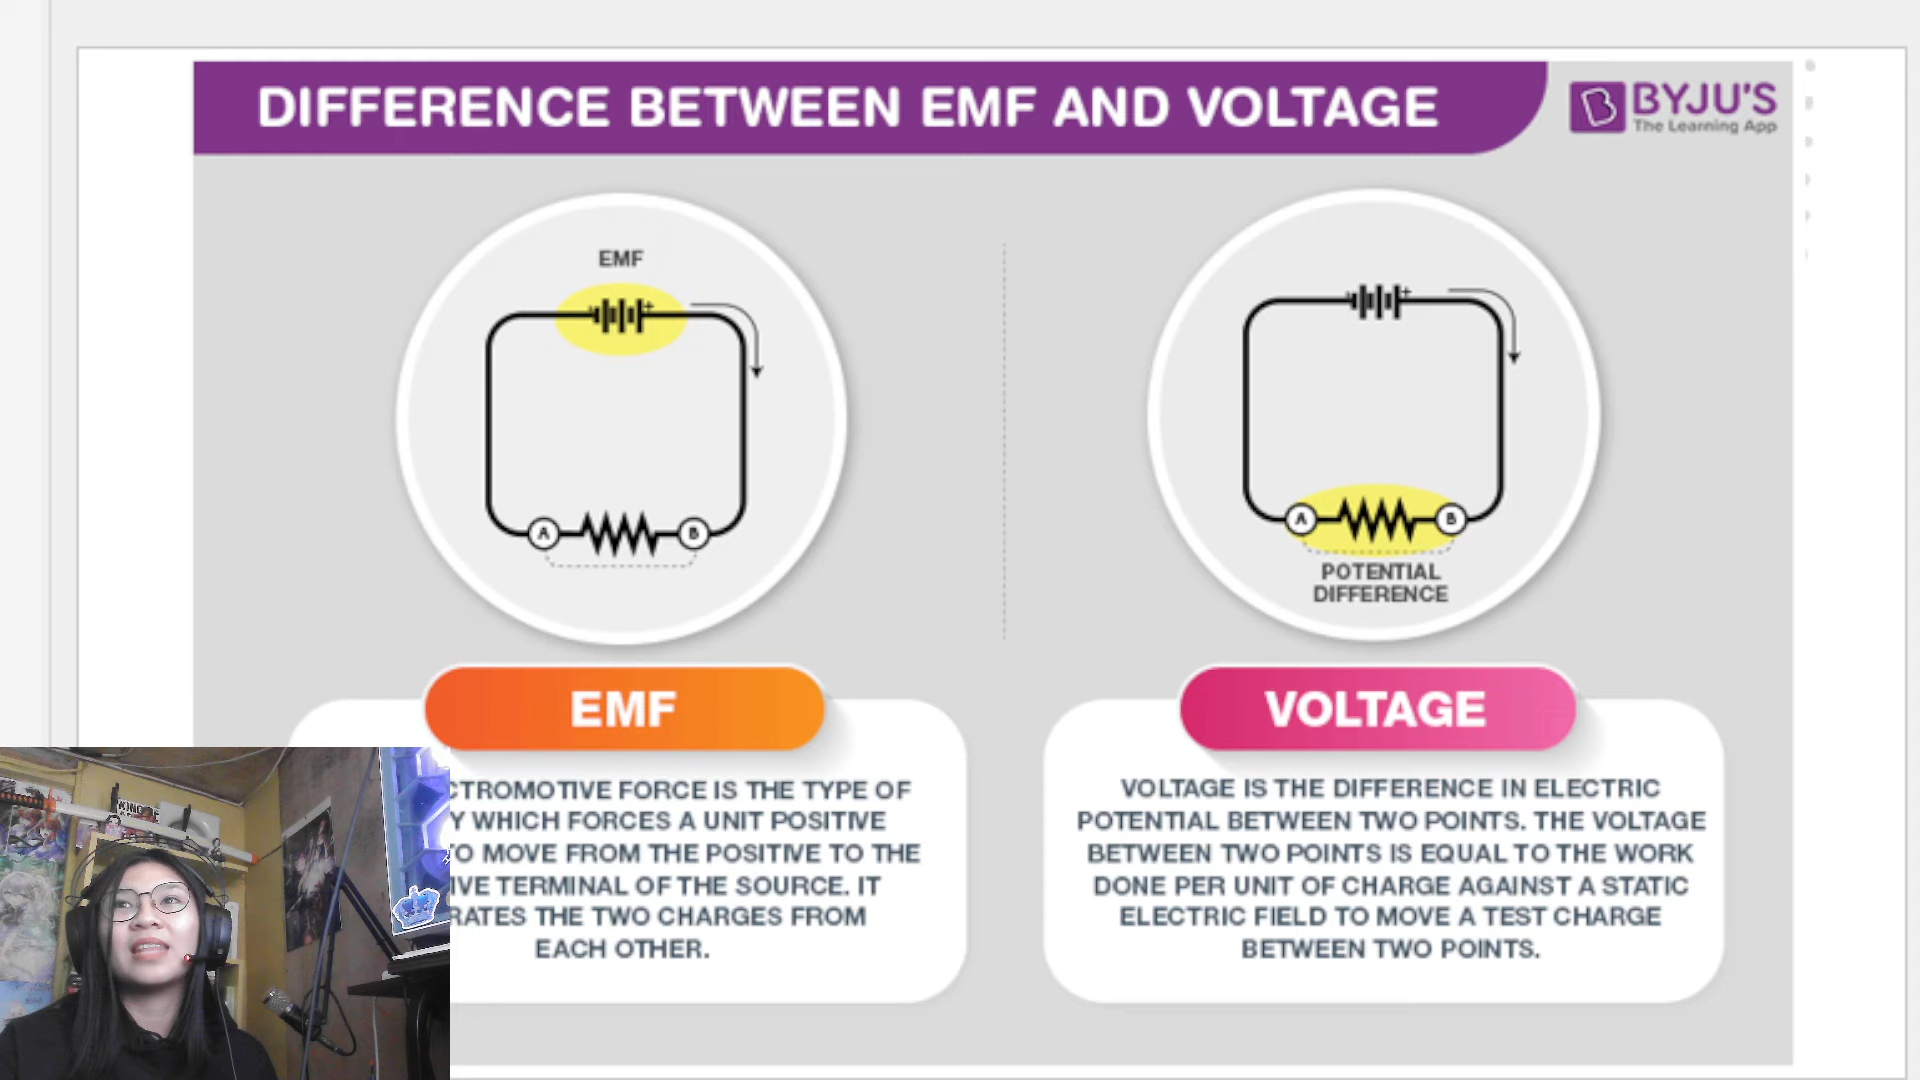 DIFFERENCE BETWEEN EMF AND VOLTAGE
BYJU'S
The Learning App
EMF
A
B
+
A
B
POTENTIAL
DIFFERENCE
EMF
CTROMOTIVE FORCE IS THE TYPE OF
Y WHICH FORCES A UNIT POSITIVE
TO MOVE FROM THE POSITIVE TO THE
IVE TERMINAL OF THE SOURCE. IT
RATES THE TWO CHARGES FROM
EACH OTHER.
VOLTAGE
VOLTAGE IS THE DIFFERENCE IN ELECTRIC
POTENTIAL BETWEEN TWO POINTS. THE VOLTAGE
BETWEEN TWO POINTS IS EQUAL TO THE WORK
DONE PER UNIT OF CHARGE AGAINST A STATIC
ELECTRIC FIELD TO MOVE A TEST CHARGE
BETWEEN TWO POINTS.